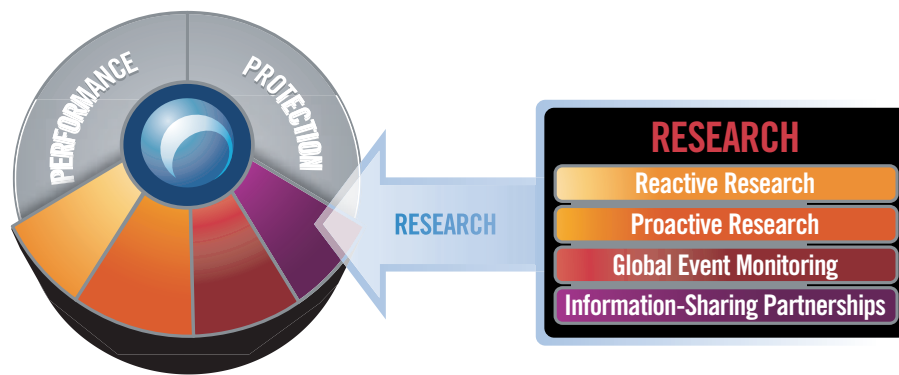 PERFORMANCE
PROTECTION
RESEARCH
RESEARCH
Reactive Research
Proactive Research
Global Event Monitoring
Information-Sharing Partnerships